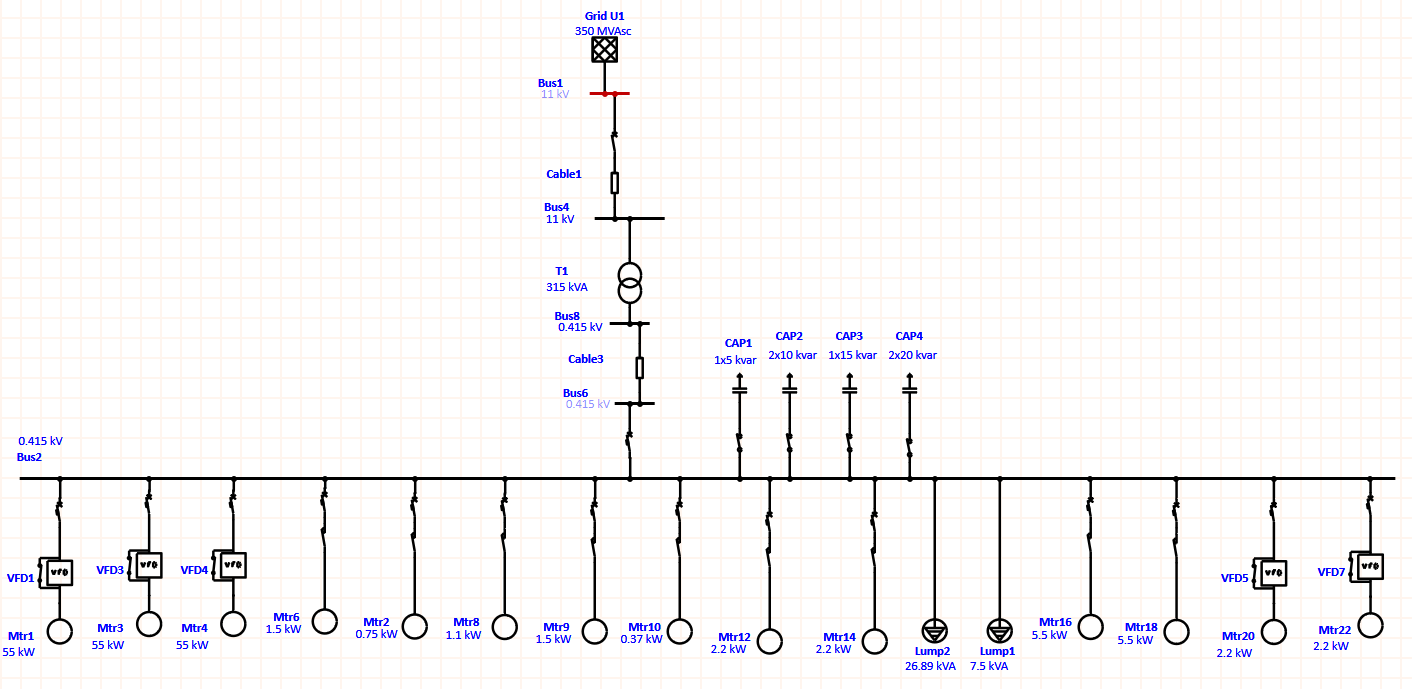 Grid U1
350 MVAsc
Bus1
11 kV
Cable1
Bus4
11 kV
T1
315 kVA
Bus8
0.415 kV
Cable3
Bus6
0.415 kV
CAP1
1x5 kvar
CAP2
2x10 kvar
CAP3
1x15 kvar
CAP4
2x20 kvar
0.415 kV
Bus2
VFD1
vfd
VFD3
vfd
VFD4
vfd
VFD5
vfd
VFD7
vfd
Mtr1
55 kW
Mtr3
55 kW
Mtr4
55 kW
Mtr6
1.5 kW
Mtr2
0.75 kW
Mtr8
1.1 kW
Mtr9
1.5 kW
Mtr10
0.37 kW
Mtr12
2.2 kW
Mtr14
2.2 kW
Lump2
26.89 kVA
Lump1
7.5 kVA
Mtr16
5.5 kW
Mtr18
5.5 kW
Mtr20
2.2 kW
Mtr22
2.2 kW